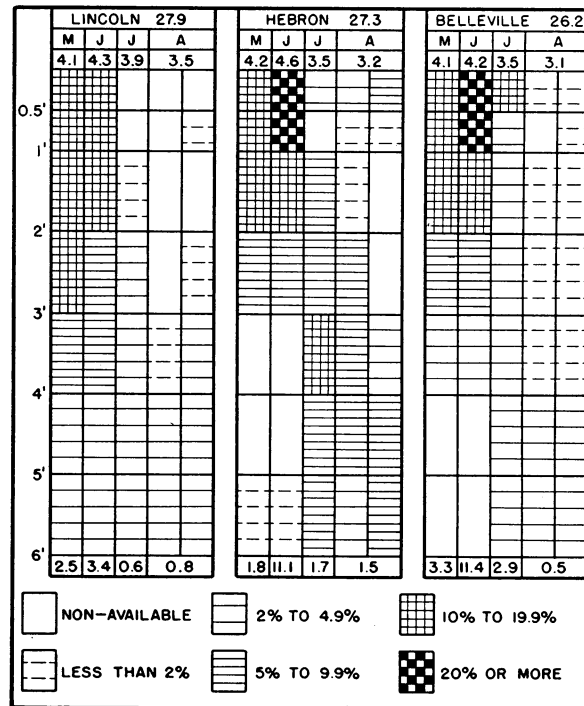 LINCOLN 27.9 HEBRON 27.3 BELLEVILLE 26.2
M J J A M J J A M J J A
4.1 4.3 3.9 3.5 4.2 4.6 3.5 3.2 4.1 4.2 3.5 3.1
0.5'
1'
2'
3'
4'
5'
6'
2.5 3.4 0.6 0.8 1.8 11.1 1.7 1.5 3.3 11.4 2.9 0.5
NON-AVAILABLE 2% TO 4.9% 10% TO 19.9%
LESS THAN 2% 5% TO 9.9% 20% OR MORE